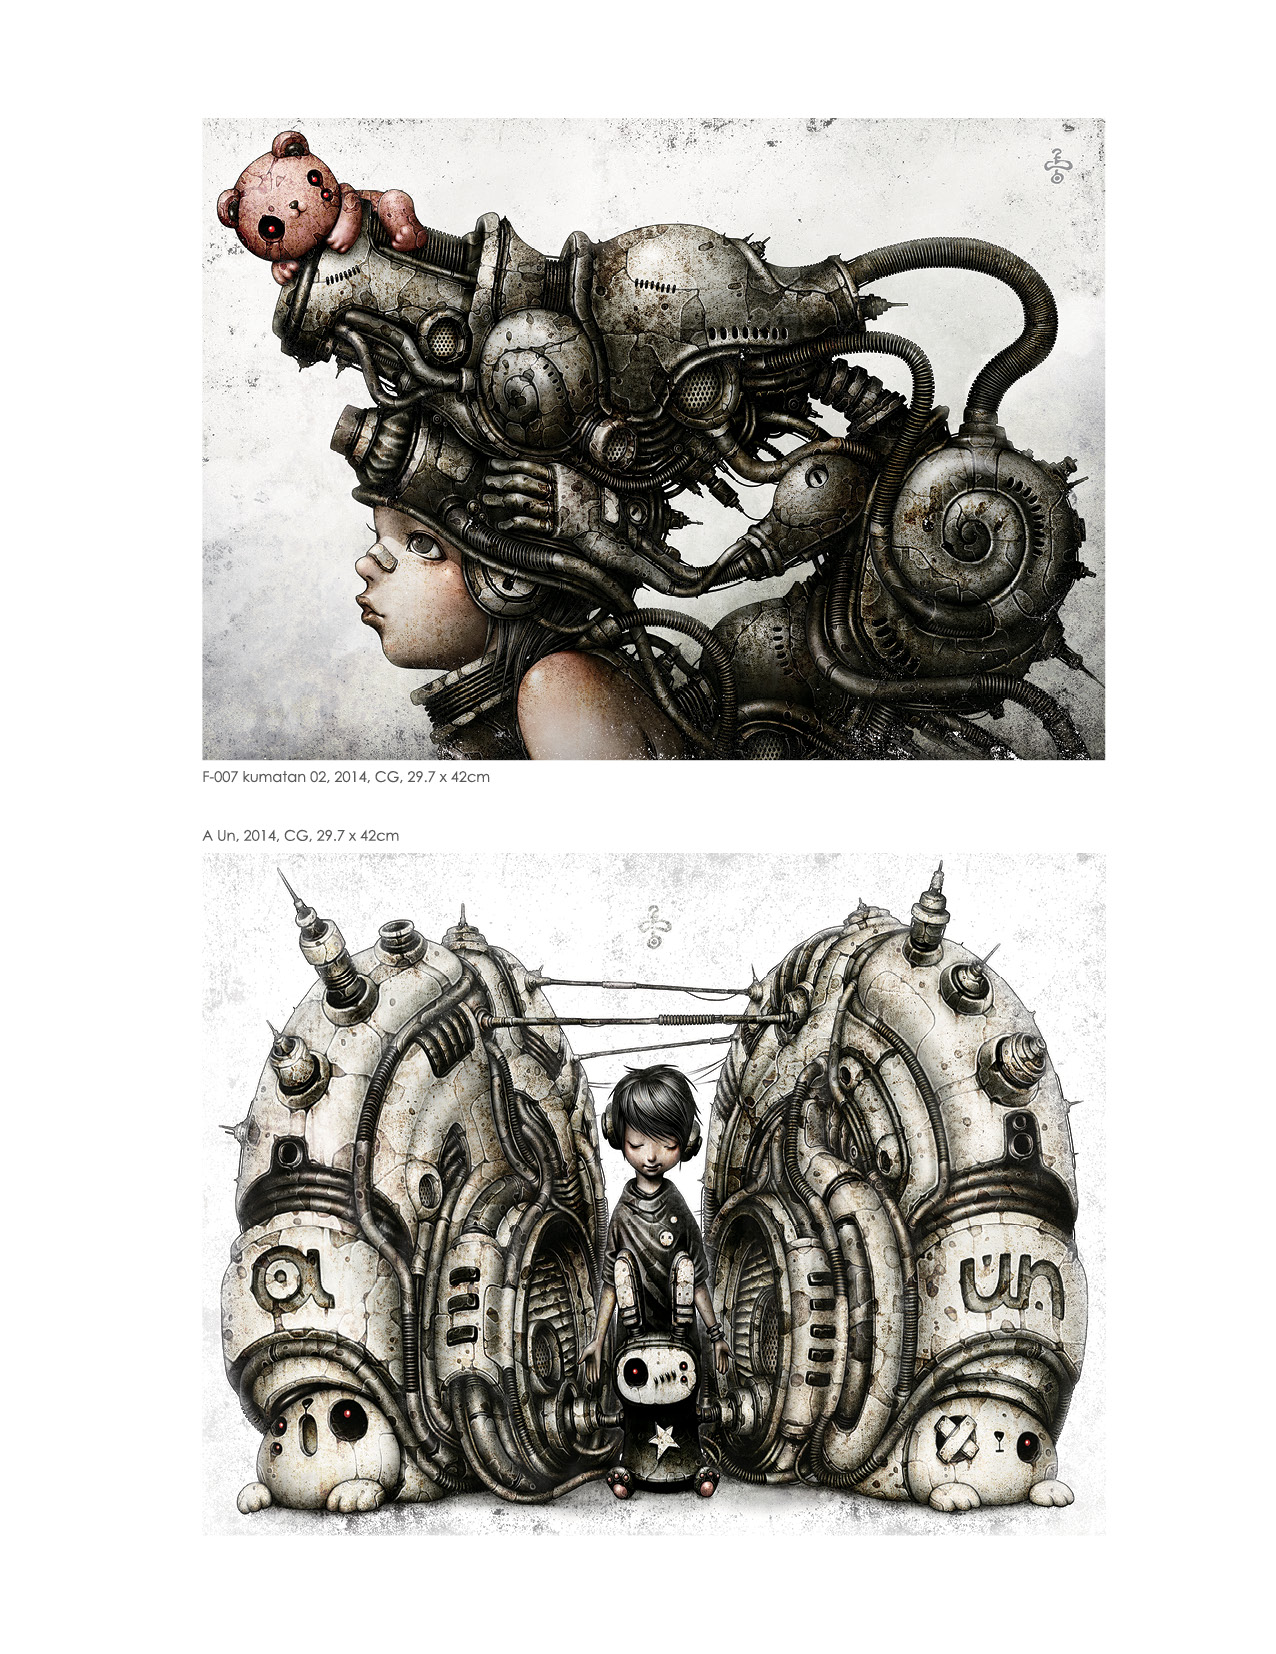 F-007 kumatan 02, 2014, CG, 29.7 x 42cm
A Un, 2014, CG, 29.7 x 42cm
a
un